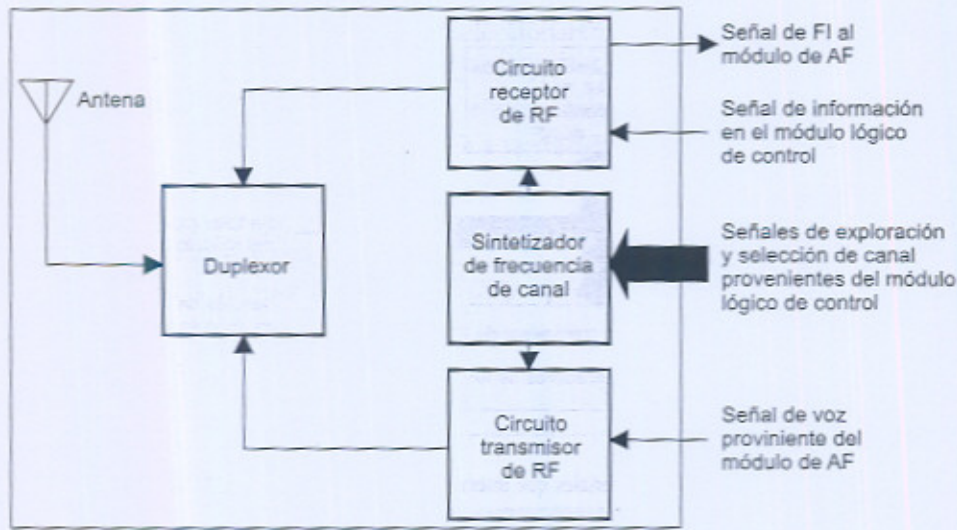 Antena
Duplexor
Circuito
receptor
de RF
Sintetizador
de frecuencia
de canal
Circuito
transmisor
de RF
Señal de FI al
módulo de AF
Señal de información
en el módulo lógico
de control
Señales de exploración
y selección de canal
provenientes del módulo
lógico de control
Señal de voz
proviniente del
módulo de AF